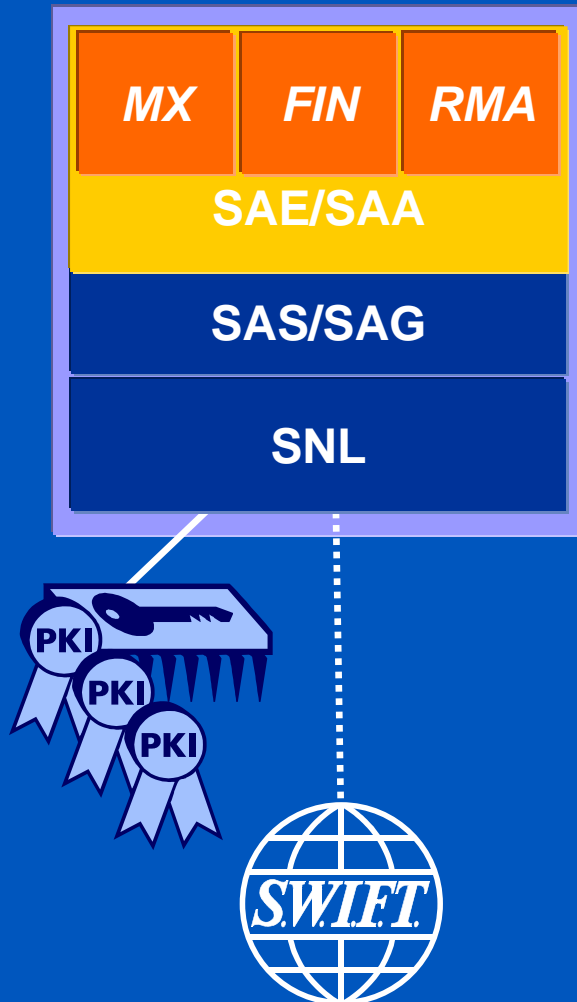 MX FIN RMA
SAE/SAA
SAS/SAG
SNL
PKI
PKI
PKI
S.W.I.F.T.